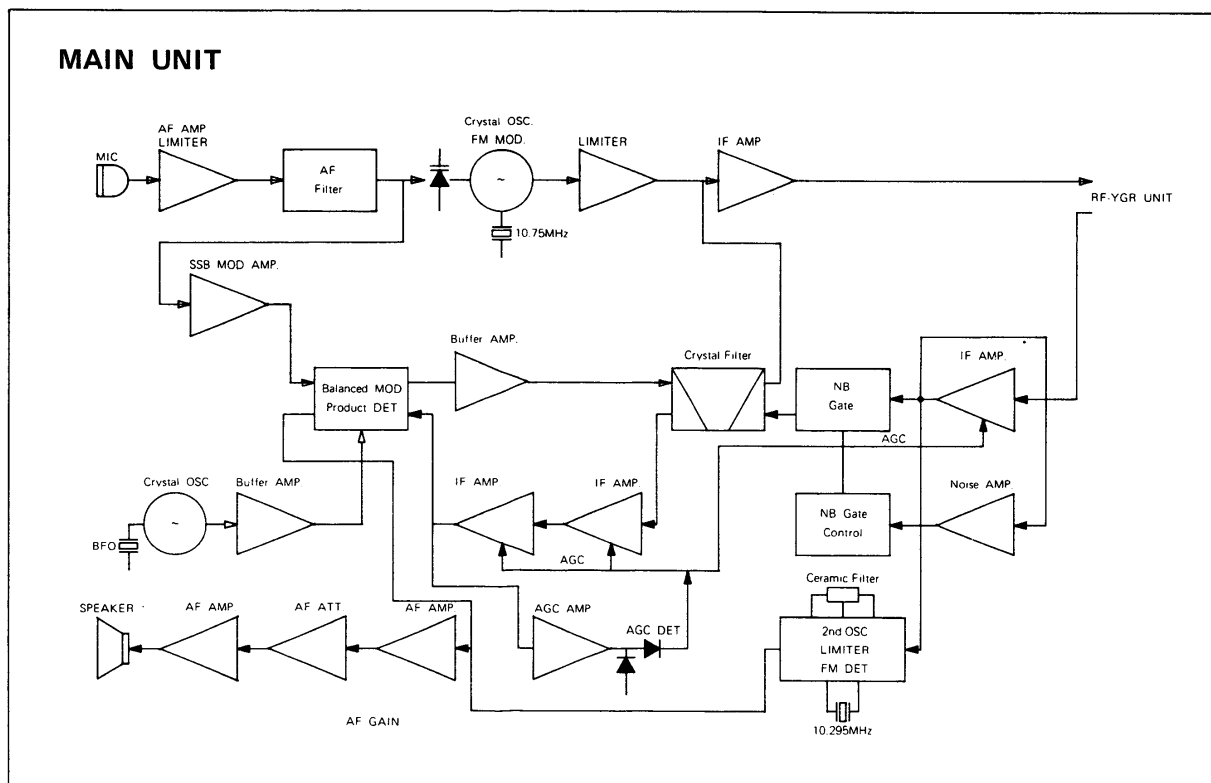 MAIN UNIT
MIC
AF AMP
LIMITER
AF
Filter
Crystal OSC.
FM MOD.
~
10.75MHz
LIMITER
IF AMP
RF-YGR UNIT
SSB MOD AMP.
Balanced MOD
Product DET
Buffer AMP.
Crystal Filter
NB
Gate
IF AMP.
AGC
Crystal OSC
~
BFO
Buffer AMP.
IF AMP.
IF AMP.
AGC
NB Gate
Control
Noise AMP.
SPEAKER
AF AMP
AF ATT
AF AMP.
AGC AMP
AGC DET
Ceramic Filter
2nd OSC
LIMITER
FM DET
10.295MHz
AF GAIN